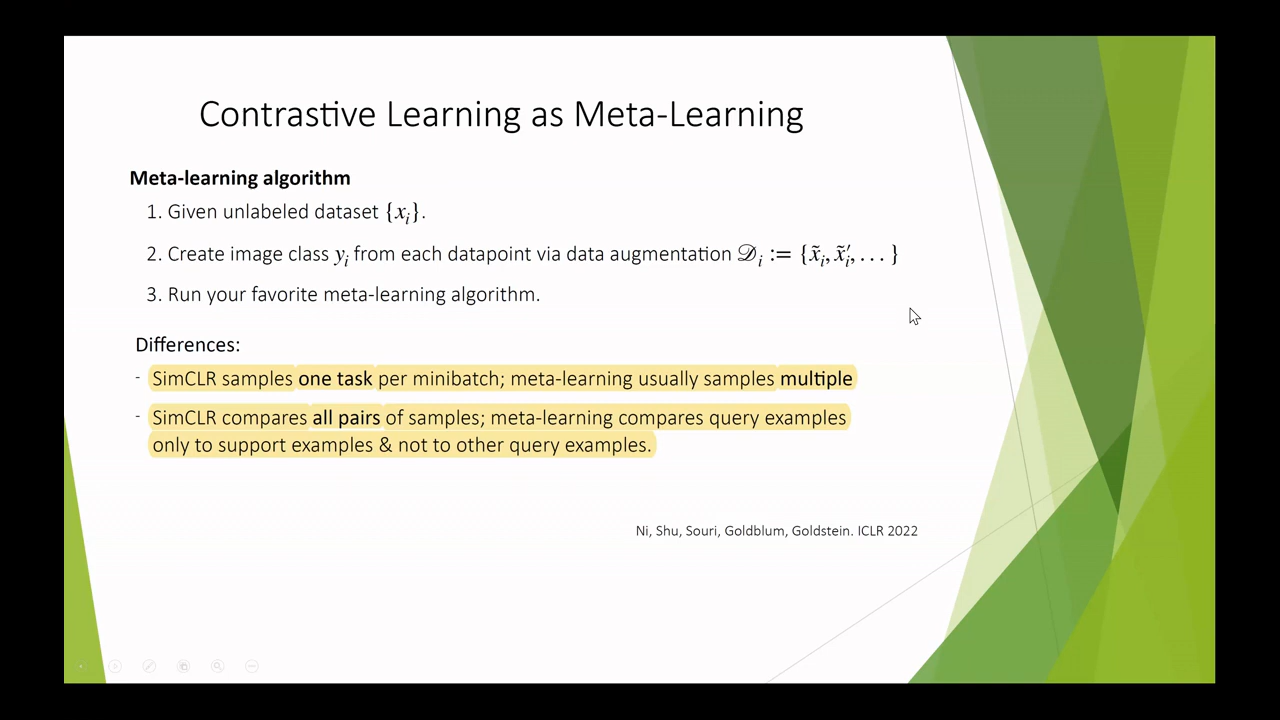 Contrastive Learning as Meta-Learning
Meta-learning algorithm
1. Given unlabeled dataset {xᵢ}.
2. Create image class yᵢ from each datapoint via data augmentation 𝒟ᵢ := {x̃ᵢ, x̃ᵢ′, . . . }
3. Run your favorite meta-learning algorithm.
Differences:
- SimCLR samples one task per minibatch; meta-learning usually samples multiple
- SimCLR compares all pairs of samples; meta-learning compares query examples
only to support examples & not to other query examples.
Ni, Shu, Souri, Goldblum, Goldstein. ICLR 2022